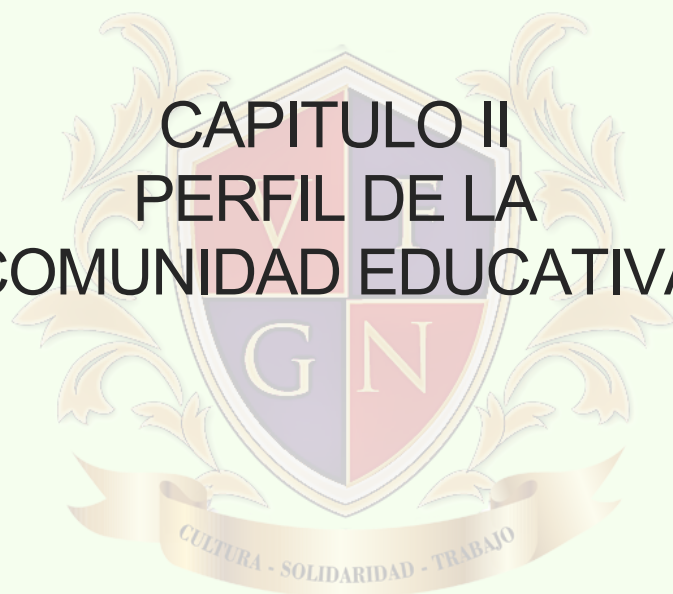 CAPITULO II
PERFIL DE LA
COMUNIDAD EDUCATIVA
V F
G N
CULTURA - SOLIDARIDAD - TRABAJO